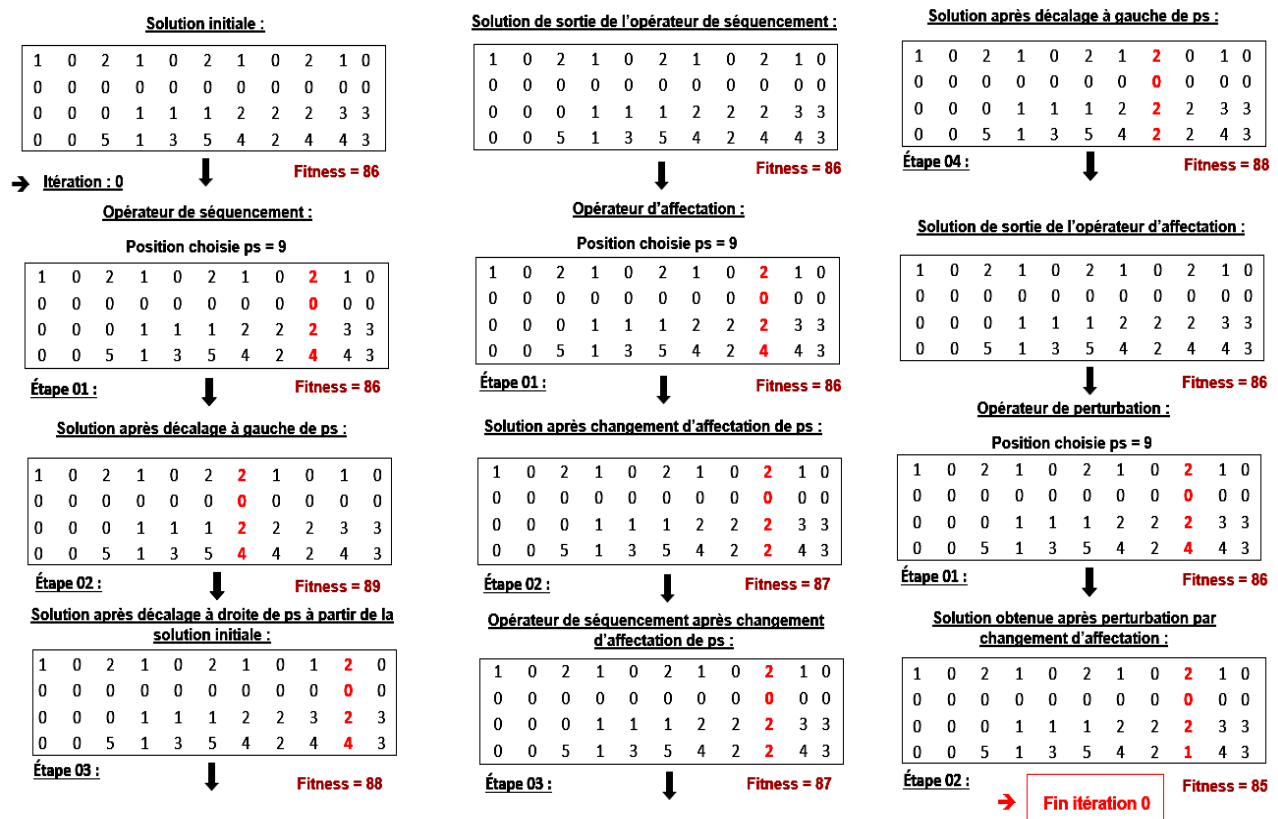 Solution initiale :
1 0 2 1 0 2 1 0 2 1 0
0 0 0 0 0 0 0 0 0 0 0
0 0 0 1 1 1 2 2 2 3 3
0 0 5 1 3 5 4 2 4 4 3
Fitness = 86
➔ Itération : 0
Opérateur de séquencement :
Position choisie ps = 9
1 0 2 1 0 2 1 0 2 1 0
0 0 0 0 0 0 0 0 0 0 0
0 0 0 1 1 1 2 2 2 3 3
0 0 5 1 3 5 4 2 4 4 3
Étape 01 :
Fitness = 86
Solution après décalage à gauche de ps :
1 0 2 1 0 2 2 1 0 1 0
0 0 0 0 0 0 0 0 0 0 0
0 0 0 1 1 1 2 2 2 3 3
0 0 5 1 3 5 4 4 2 4 3
Étape 02 :
Fitness = 89
Solution après décalage à droite de ps à partir de la
solution initiale :
1 0 2 1 0 2 1 0 1 2 0
0 0 0 0 0 0 0 0 0 0 0
0 0 0 1 1 1 2 2 3 2 3
0 0 5 1 3 5 4 2 4 4 3
Étape 03 :
Fitness = 88
Solution de sortie de l'opérateur de séquencement :
1 0 2 1 0 2 1 0 2 1 0
0 0 0 0 0 0 0 0 0 0 0
0 0 0 1 1 1 2 2 2 3 3
0 0 5 1 3 5 4 2 4 4 3
Fitness = 86
Opérateur d'affectation :
Position choisie ps = 9
1 0 2 1 0 2 1 0 2 1 0
0 0 0 0 0 0 0 0 0 0 0
0 0 0 1 1 1 2 2 2 3 3
0 0 5 1 3 5 4 2 4 4 3
Étape 01 :
Fitness = 86
Solution après changement d'affectation de ps :
1 0 2 1 0 2 1 0 2 1 0
0 0 0 0 0 0 0 0 0 0 0
0 0 0 1 1 1 2 2 2 3 3
0 0 5 1 3 5 4 2 2 4 3
Étape 02 :
Fitness = 87
Opérateur de séquencement après changement
d'affectation de ps :
1 0 2 1 0 2 1 0 2 1 0
0 0 0 0 0 0 0 0 0 0 0
0 0 0 1 1 1 2 2 2 3 3
0 0 5 1 3 5 4 2 2 4 3
Étape 03 :
Fitness = 87
Solution après décalage à gauche de ps :
1 0 2 1 0 2 1 2 0 1 0
0 0 0 0 0 0 0 0 0 0 0
0 0 0 1 1 1 2 2 2 3 3
0 0 5 1 3 5 4 2 2 4 3
Étape 04 :
Fitness = 88
Solution de sortie de l'opérateur d'affectation :
1 0 2 1 0 2 1 0 2 1 0
0 0 0 0 0 0 0 0 0 0 0
0 0 0 1 1 1 2 2 2 3 3
0 0 5 1 3 5 4 2 4 4 3
Fitness = 86
Opérateur de perturbation :
Position choisie ps = 9
1 0 2 1 0 2 1 0 2 1 0
0 0 0 0 0 0 0 0 0 0 0
0 0 0 1 1 1 2 2 2 3 3
0 0 5 1 3 5 4 2 4 4 3
Étape 01 :
Fitness = 86
Solution obtenue après perturbation par
changement d'affectation :
1 0 2 1 0 2 1 0 2 1 0
0 0 0 0 0 0 0 0 0 0 0
0 0 0 1 1 1 2 2 2 3 3
0 0 5 1 3 5 4 2 1 4 3
Étape 02 :
Fitness = 85
➔ Fin itération 0